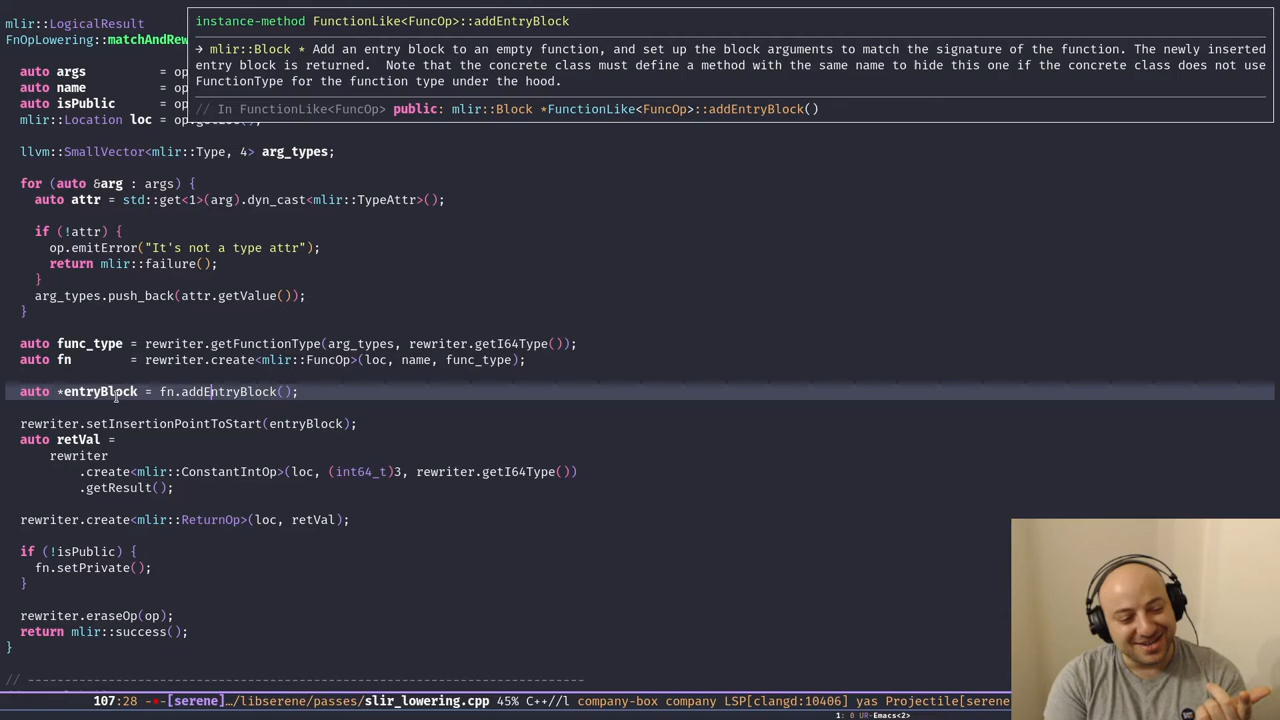 mlir::LogicalResult
FnOpLowering::matchAndRew
instance-method FunctionLike<FuncOp>::addEntryBlock
→ mlir::Block * Add an entry block to an empty function, and set up the block arguments to match the signature of the function. The newly inserted
entry block is returned.  Note that the concrete class must define a method with the same name to hide this one if the concrete class does not use
FunctionType for the function type under the hood.
// In FunctionLike<FuncOp> public: mlir::Block *FunctionLike<FuncOp>::addEntryBlock()
auto args          = op
auto name          = op
auto isPublic      = op
mlir::Location loc = op.getLoc();
llvm::SmallVector<mlir::Type, 4> arg_types;
for (auto &arg : args) {
auto attr = std::get<1>(arg).dyn_cast<mlir::TypeAttr>();
if (!attr) {
op.emitError("It's not a type attr");
return mlir::failure();
}
arg_types.push_back(attr.getValue());
}
auto func_type = rewriter.getFunctionType(arg_types, rewriter.getI64Type());
auto fn        = rewriter.create<mlir::FuncOp>(loc, name, func_type);
auto *entryBlock = fn.addEntryBlock();
rewriter.setInsertionPointToStart(entryBlock);
auto retVal =
rewriter
.create<mlir::ConstantIntOp>(loc, (int64_t)3, rewriter.getI64Type())
.getResult();
rewriter.create<mlir::ReturnOp>(loc, retVal);
if (!isPublic) {
fn.setPrivate();
}
rewriter.eraseOp(op);
return mlir::success();
}
// -----------------------------------------------------------------------------
107:28 -•-[serene]…/libserene/passes/slir_lowering.cpp 45% C++//l company-box company LSP[clangd:10406] yas Projectile[serene
1: 0 UR-Emacs<2>